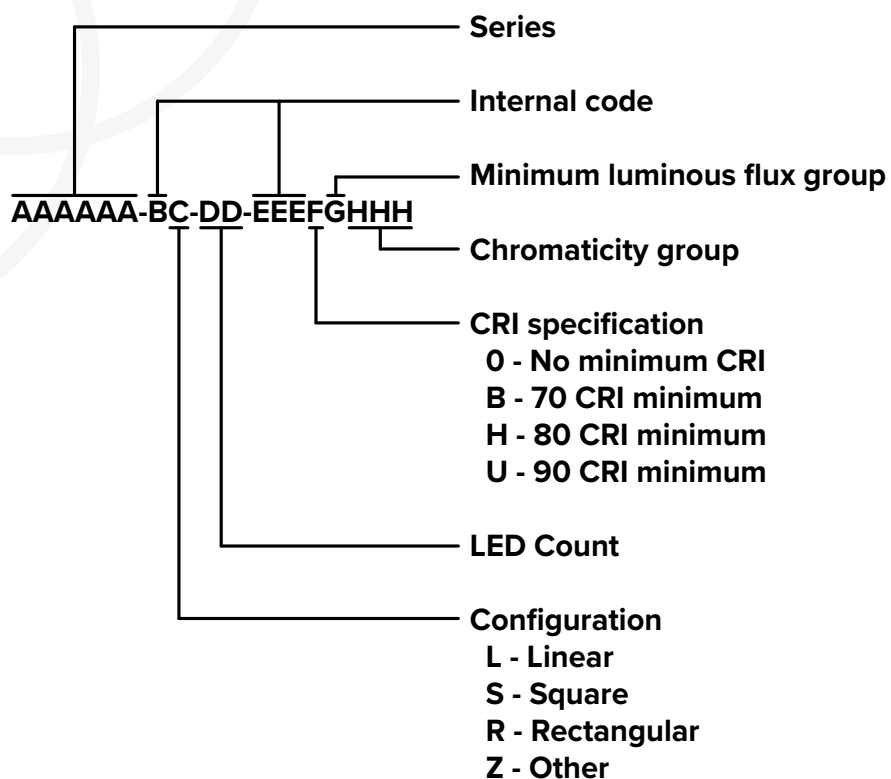 Series
Internal code
Minimum luminous flux group
AAAAAA-BC-DD-EEEFGHHH
Chromaticity group
CRI specification
0 - No minimum CRI
B - 70 CRI minimum
H - 80 CRI minimum
U - 90 CRI minimum
LED Count
Configuration
L - Linear
S - Square
R - Rectangular
Z - Other